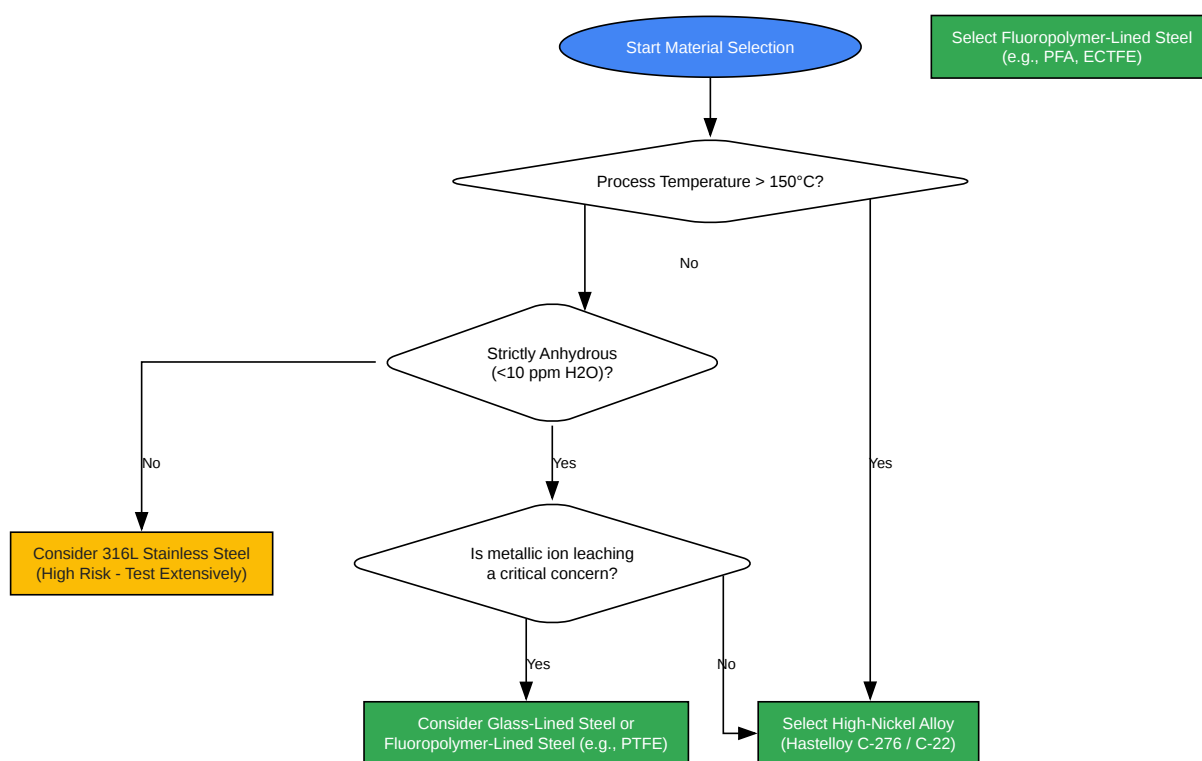 Start Material Selection
Select Fluoropolymer-Lined Steel
(e.g., PFA, ECTFE)
Process Temperature > 150°C?
No
Strictly Anhydrous
(<10 ppm H2O)?
No
Yes
Yes
Consider 316L Stainless Steel
(High Risk - Test Extensively)
Is metallic ion leaching
a critical concern?
Yes
No
Consider Glass-Lined Steel or
Fluoropolymer-Lined Steel (e.g., PTFE)
Select High-Nickel Alloy
(Hastelloy C-276 / C-22)